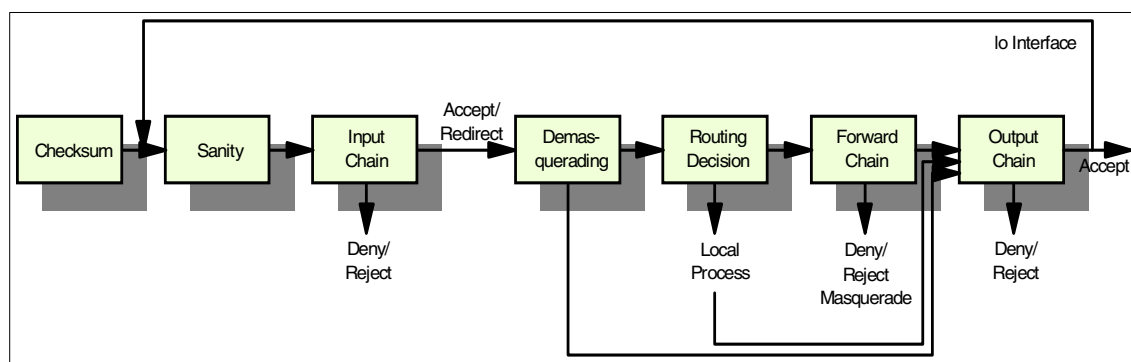 lo Interface
Checksum
Sanity
Input
Chain
Accept/
Redirect
Demas-
querading
Routing
Decision
Forward
Chain
Output
Chain
Accept
Deny/
Reject
Local
Process
Deny/
Reject
Masquerade
Deny/
Reject